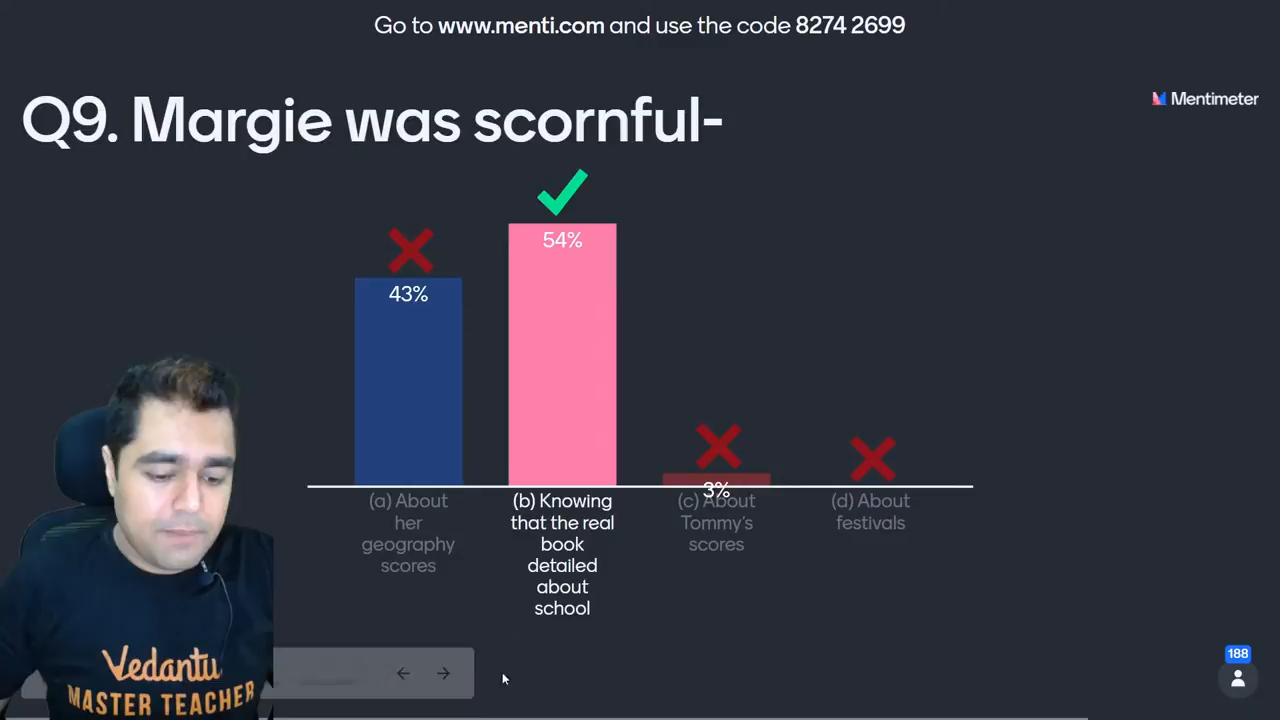 Go to www.menti.com and use the code 8274 2699
Mentimeter
Q9. Margie was scornful-
43%
54%
3%
(a) About
her
geography
scores
(b) Knowing
that the real
book
detailed
about
school
(c) About
Tommy's
scores
(d) About
festivals
Vedantu
MASTER TEACHER
188